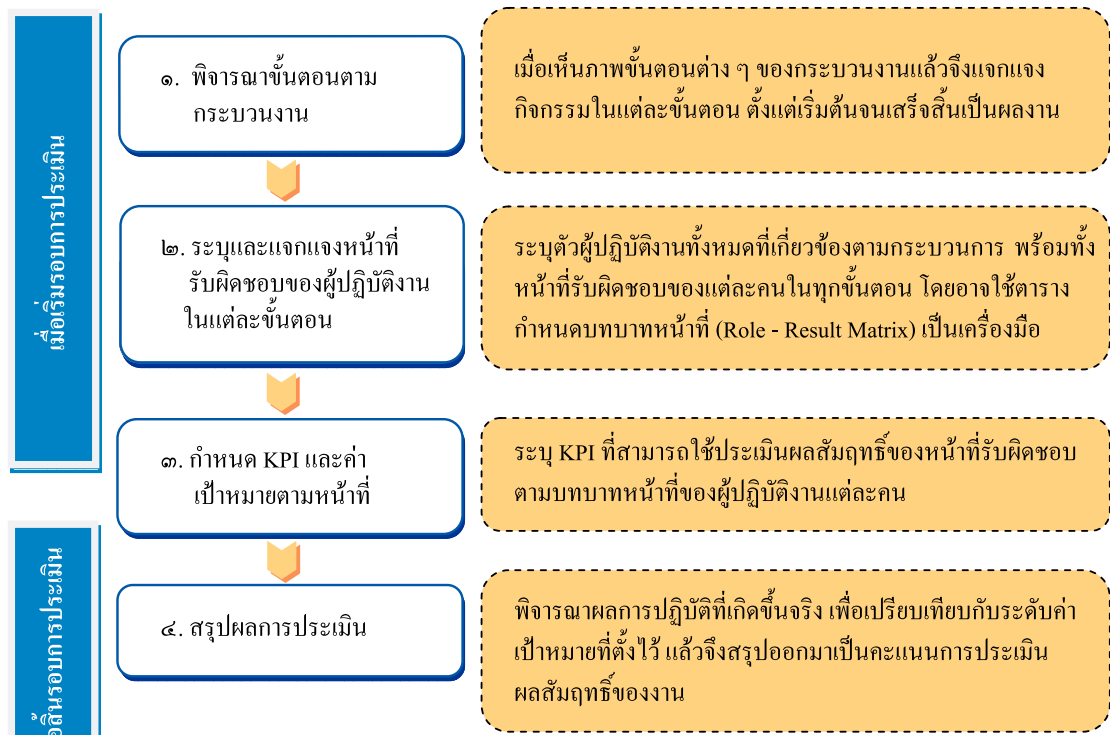 เมื่อเริ่มรอบการประเมิน
๑. พิจารณาขั้นตอนตาม
กระบวนงาน
เมื่อเห็นภาพขั้นตอนต่าง ๆ ของกระบวนงานแล้วจึงแจกแจง
กิจกรรมในแต่ละขั้นตอน ตั้งแต่เริ่มต้นจนเสร็จสิ้นเป็นผลงาน
๒. ระบุและแจกแจงหน้าที่
รับผิดชอบของผู้ปฏิบัติงาน
ในแต่ละขั้นตอน
ระบุตัวผู้ปฏิบัติงานทั้งหมดที่เกี่ยวข้องตามกระบวนการ พร้อมทั้ง
หน้าที่รับผิดชอบของแต่ละคนในทุกขั้นตอน โดยอาจใช้ตาราง
กำหนดบทบาทหน้าที่ (Role - Result Matrix) เป็นเครื่องมือ
๓. กำหนด KPI และค่า
เป้าหมายตามหน้าที่
ระบุ KPI ที่สามารถใช้ประเมินผลสัมฤทธิ์ของหน้าที่รับผิดชอบ
ตามบทบาทหน้าที่ของผู้ปฏิบัติงานแต่ละคน
สิ้นรอบการประเมิน
๔. สรุปผลการประเมิน
พิจารณาผลการปฏิบัติที่เกิดขึ้นจริง เพื่อเปรียบเทียบกับระดับค่า
เป้าหมายที่ตั้งไว้ แล้วจึงสรุปออกมาเป็นคะแนนการประเมิน
ผลสัมฤทธิ์ของงาน